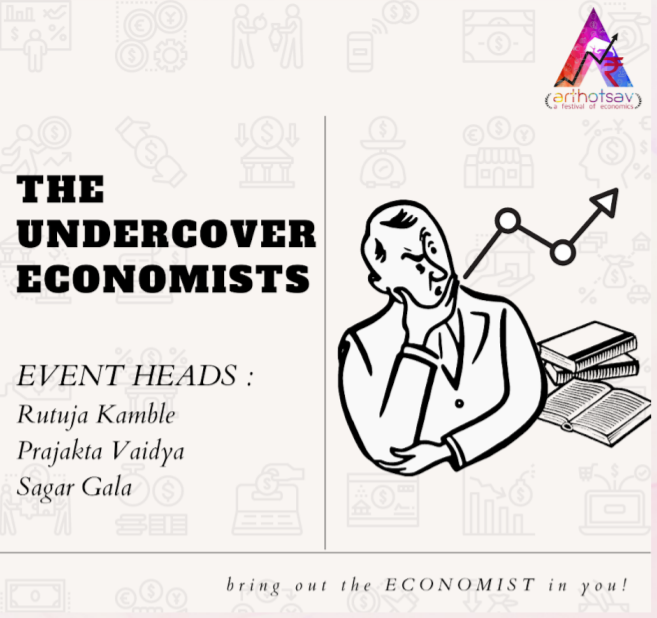 arthotsav
a festival of economics
THE
UNDERCOVER
ECONOMISTS
EVENT HEADS :
Rutuja Kamble
Prajakta Vaidya
Sagar Gala
bring out the ECONOMIST in you!